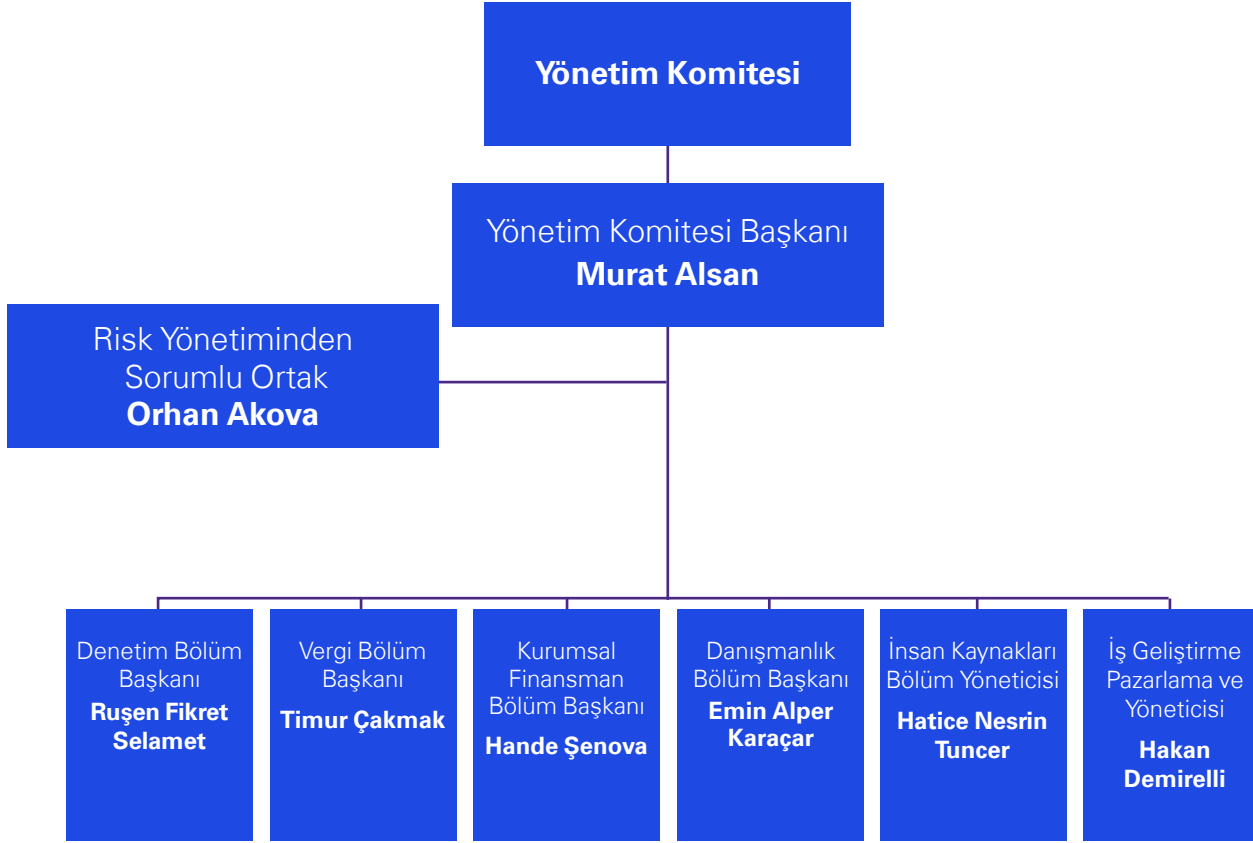 Yönetim Komitesi
Yönetim Komitesi Başkanı
Murat Alsan
Risk Yönetiminden
Sorumlu Ortak
Orhan Akova
Denetim Bölüm
Başkanı
Ruşen Fikret
Selamet
Vergi Bölüm
Başkanı
Timur Çakmak
Kurumsal
Finansman
Bölüm Başkanı
Hande Şenova
Danışmanlık
Bölüm Başkanı
Emin Alper
Karaçar
İnsan Kaynakları
Bölüm Yöneticisi
Hatice Nesrin
Tuncer
İş Geliştirme
Pazarlama ve
Yöneticisi
Hakan
Demirelli